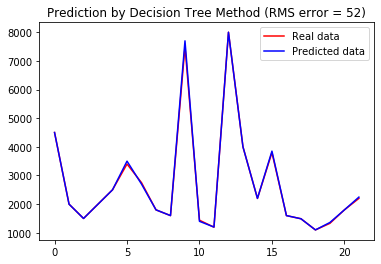 Prediction by Decision Tree Method (RMS error = 52)
Real data
Predicted data
8000
7000
6000
5000
4000
3000
2000
1000
0 5 10 15 20